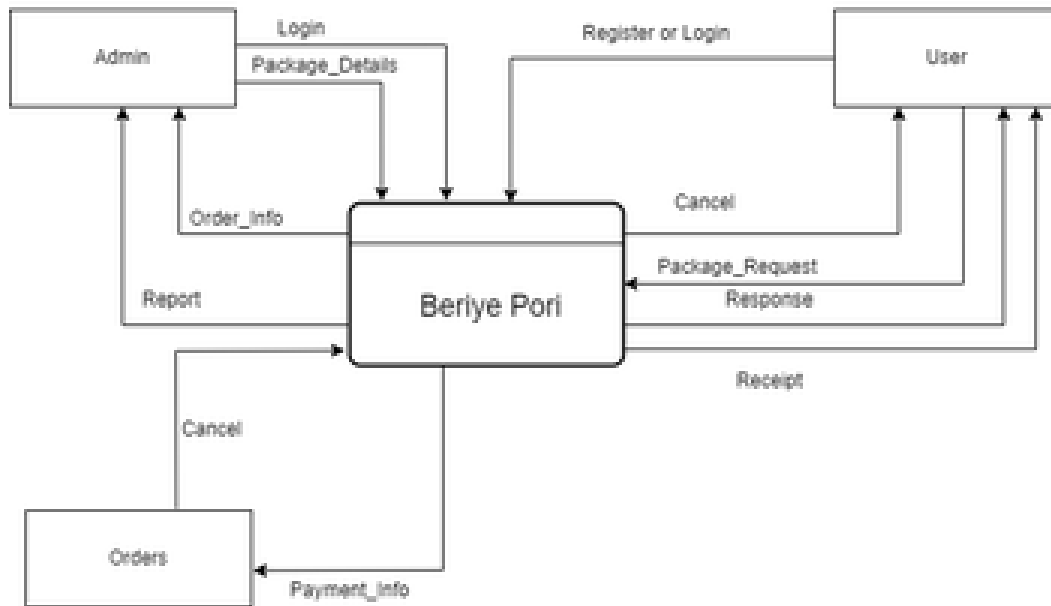 Login
Register or Login
Admin
User
Package_Details
Cancel
Order_Info
Package_Request
Report
Beriye Pori
Response
Receipt
Cancel
Orders
Payment_Info